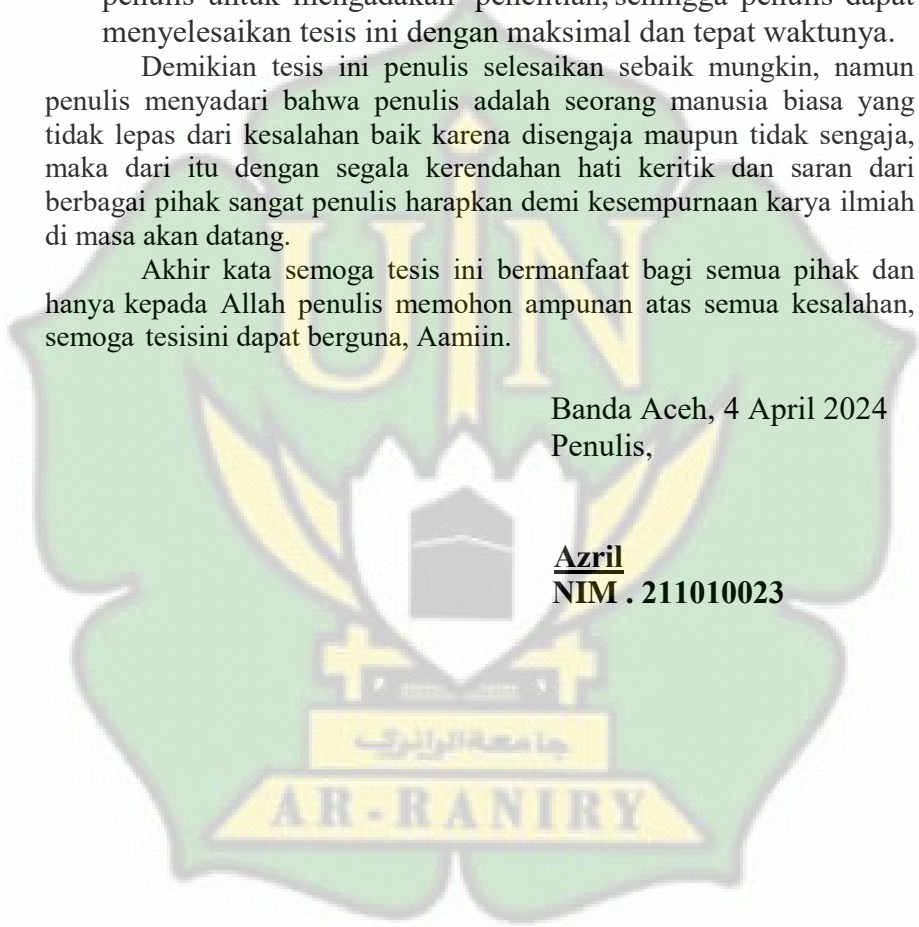 penulis untuk mengadakan penelitian, sehingga penulis dapat
menyelesaikan tesis ini dengan maksimal dan tepat waktunya.
Demikian tesis ini penulis selesaikan sebaik mungkin, namun
penulis menyadari bahwa penulis adalah seorang manusia biasa yang
tidak lepas dari kesalahan baik karena disengaja maupun tidak sengaja,
maka dari itu dengan segala kerendahan hati keritik dan saran dari
berbagai pihak sangat penulis harapkan demi kesempurnaan karya ilmiah
di masa akan datang.
Akhir kata semoga tesis ini bermanfaat bagi semua pihak dan
hanya kepada Allah penulis memohon ampunan atas semua kesalahan,
semoga tesisini dapat berguna, Aamiin.
UIN
Banda Aceh, 4 April 2024
Penulis,
Azril
NIM . 211010023
جامعة الرانري
AR-RANIRY